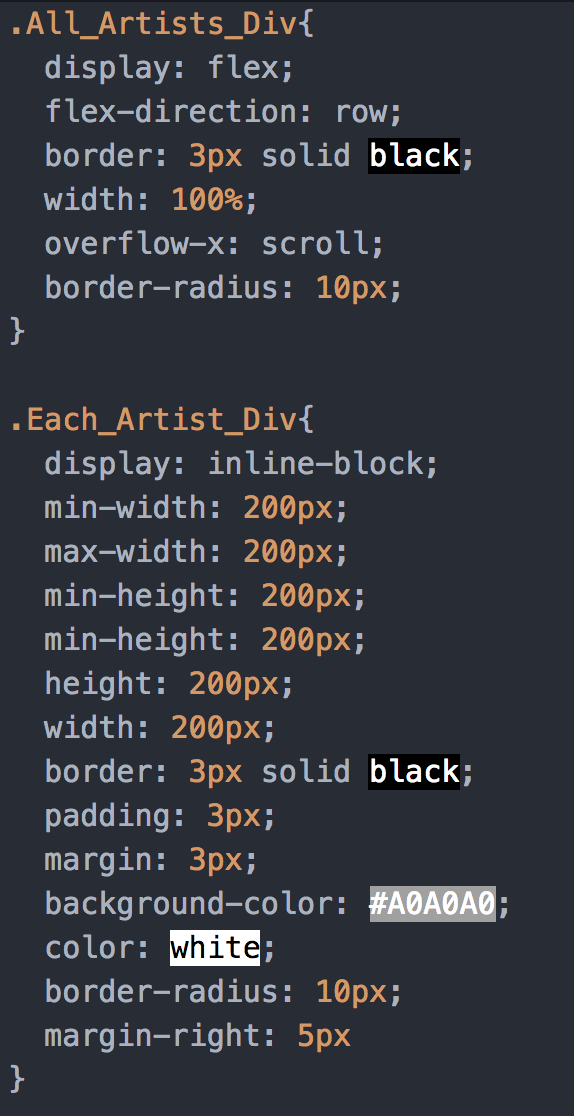 .All_Artists_Div{
  display: flex;
  flex-direction: row;
  border: 3px solid black;
  width: 100%;
  overflow-x: scroll;
  border-radius: 10px;
}

.Each_Artist_Div{
  display: inline-block;
  min-width: 200px;
  max-width: 200px;
  min-height: 200px;
  min-height: 200px;
  height: 200px;
  width: 200px;
  border: 3px solid black;
  padding: 3px;
  margin: 3px;
  background-color: #A0A0A0;
  color: white;
  border-radius: 10px;
  margin-right: 5px
}